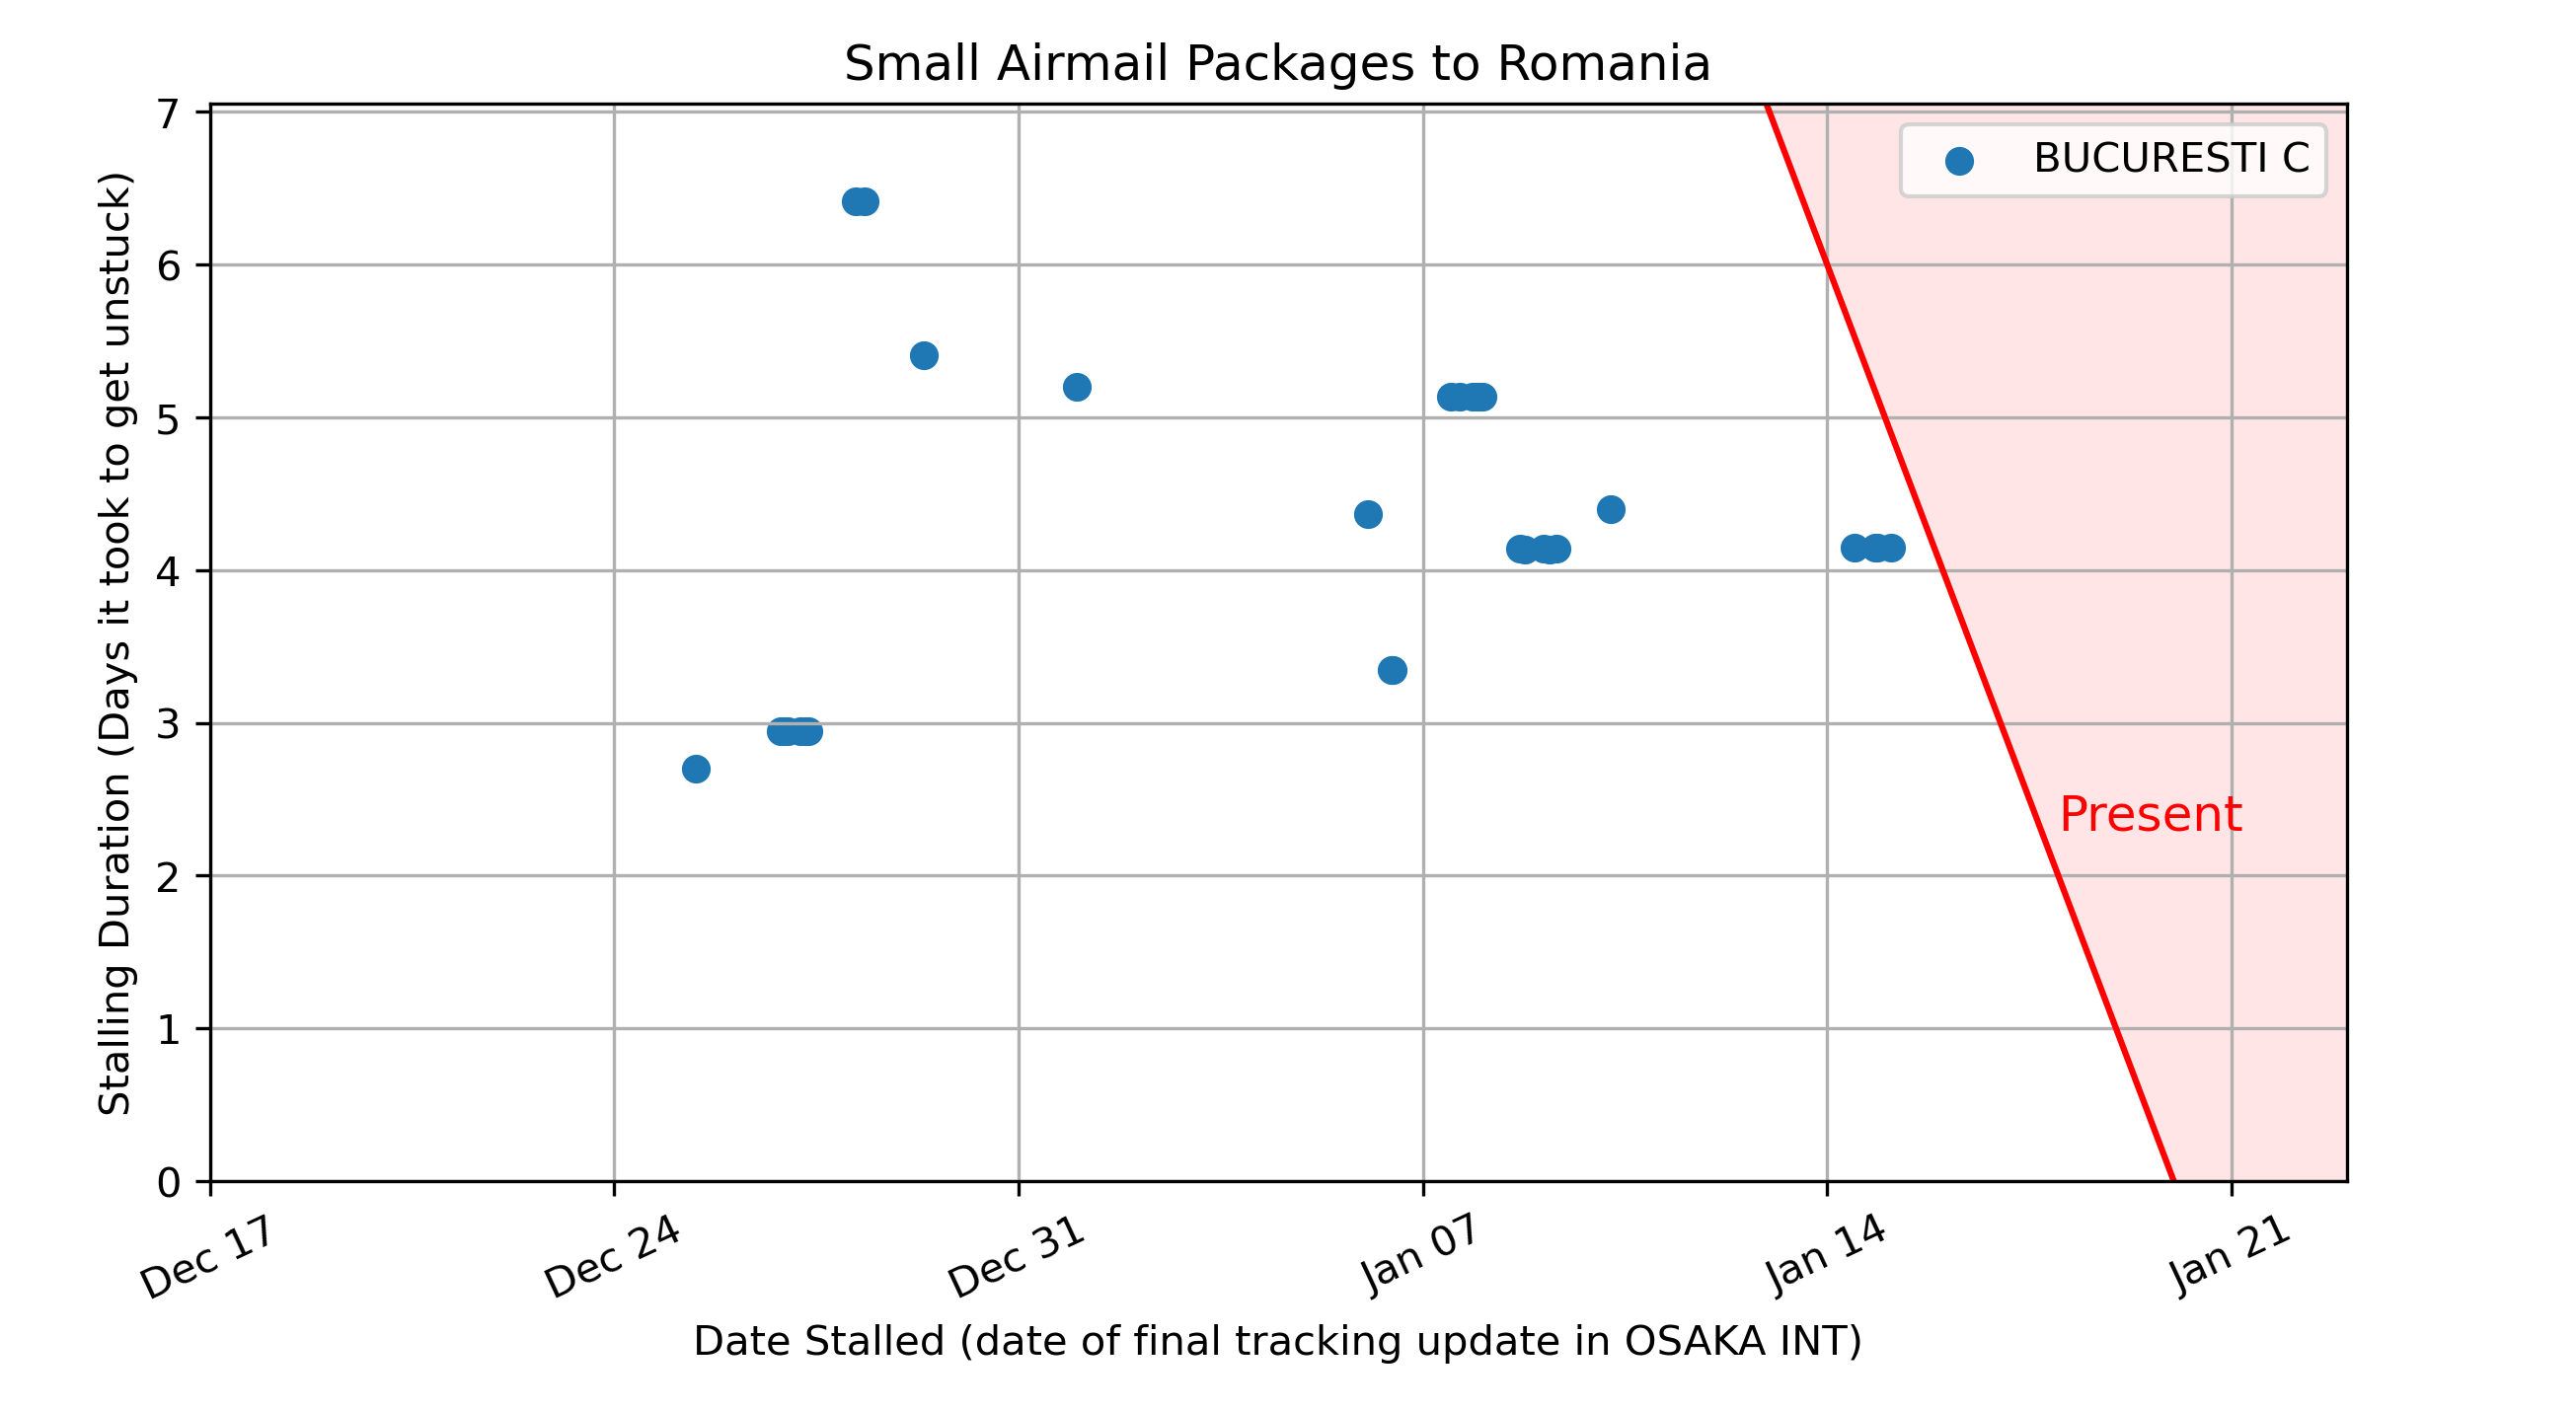 Small Airmail Packages to Romania
Stalling Duration (Days it took to get unstuck)
7
6
5
4
3
2
1
0
BUCURESTI C
Present
Dec 17
Dec 24
Dec 31
Jan 07
Jan 14
Jan 21
Date Stalled (date of final tracking update in OSAKA INT)